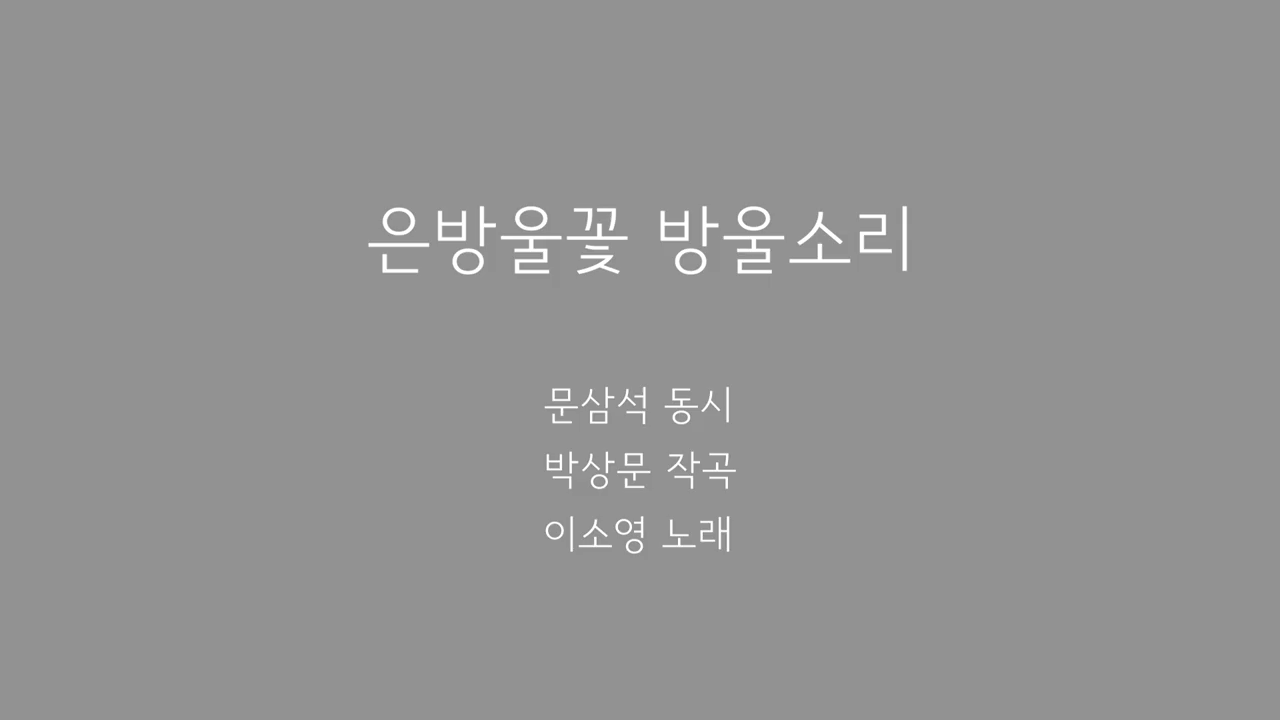 은방울꽃 방울소리
문삼석 동시
박상문 작곡
이소영 노래